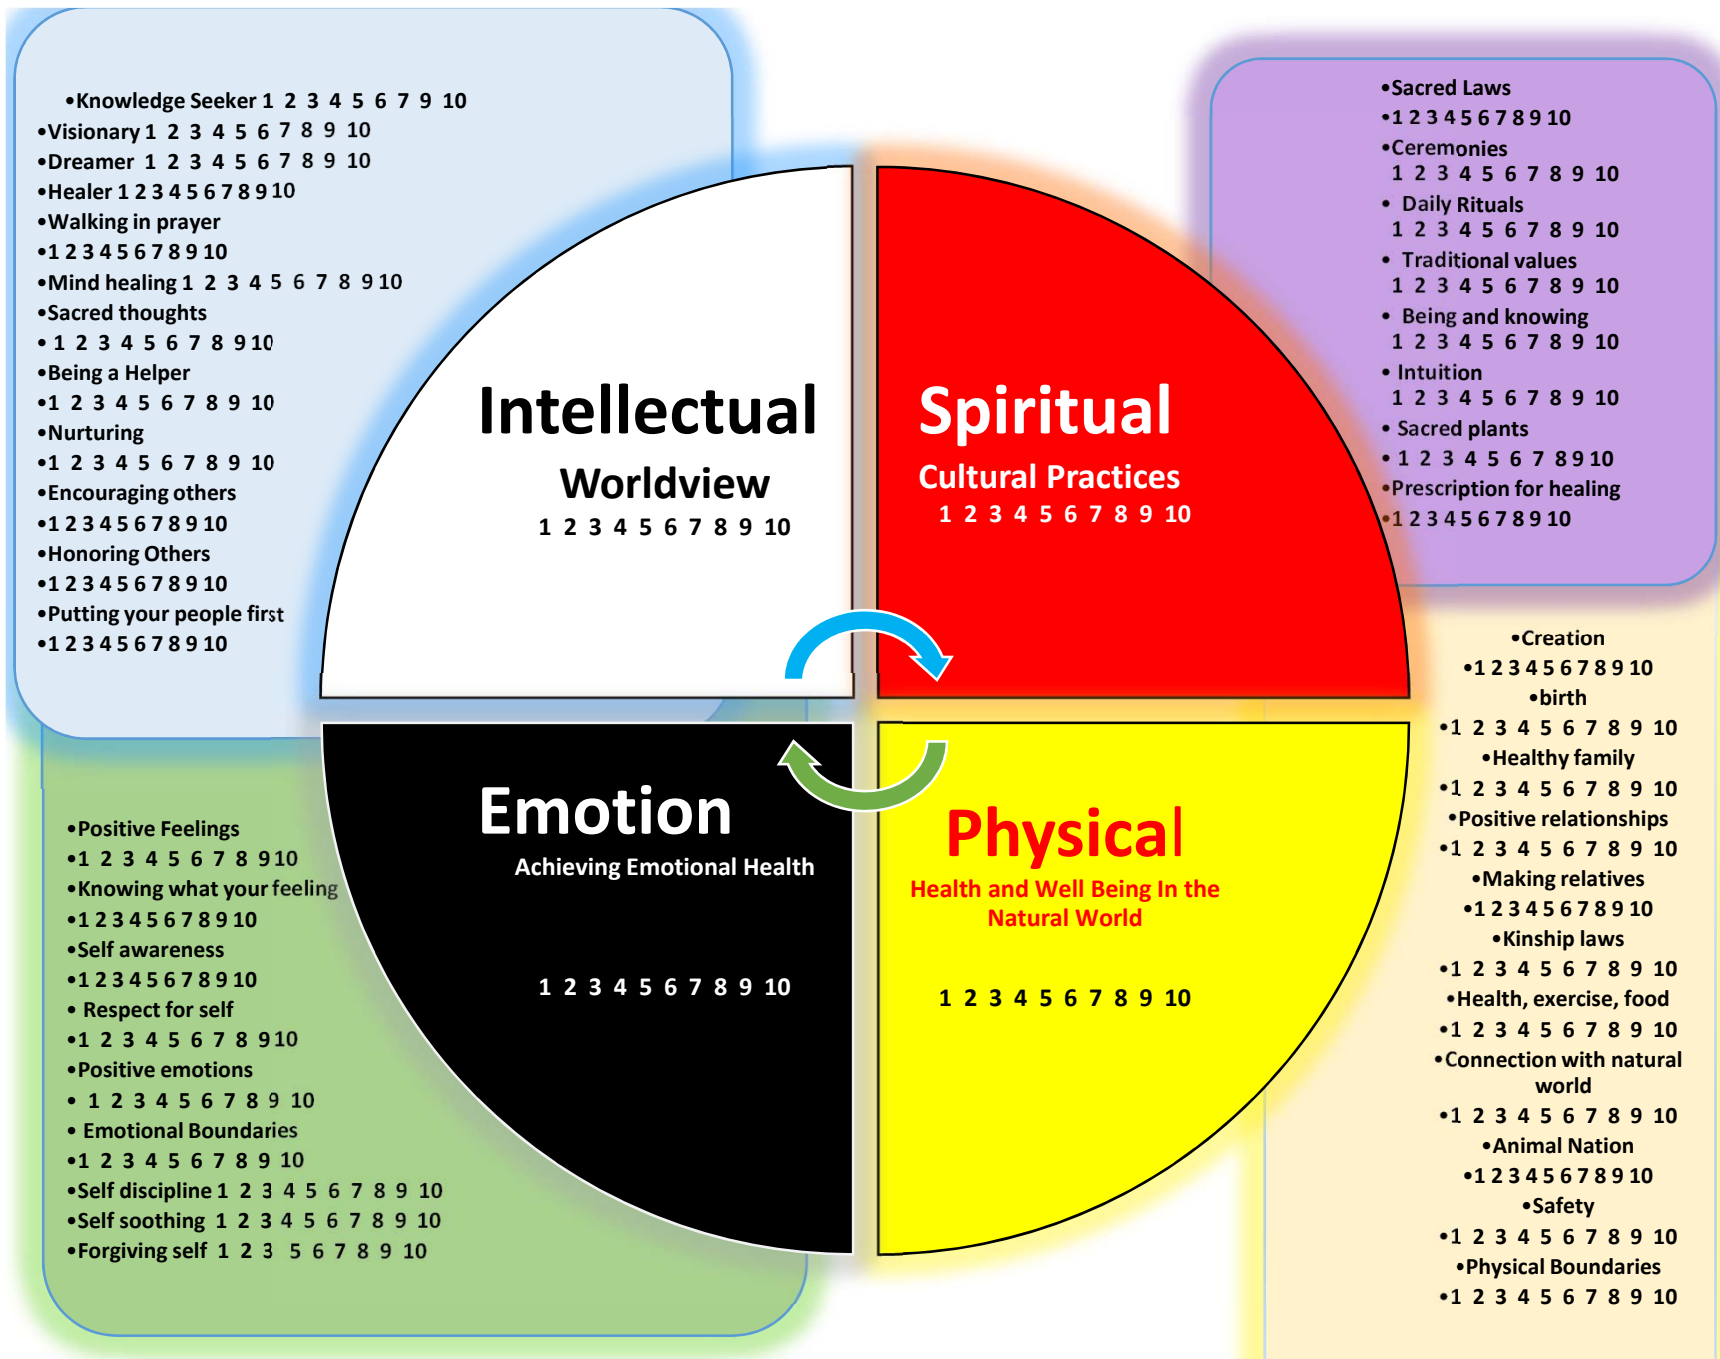 •Knowledge Seeker 1 2 3 4 5 6 7 9 10
•Visionary 1 2 3 4 5 6 7 8 9 10
•Dreamer 1 2 3 4 5 6 7 8 9 10
•Healer 1 2 3 4 5 6 7 8 9 10
•Walking in prayer
•1 2 3 4 5 6 7 8 9 10
•Mind healing 1 2 3 4 5 6 7 8 9 10
•Sacred thoughts
• 1 2 3 4 5 6 7 8 9 10
•Being a Helper
•1 2 3 4 5 6 7 8 9 10
•Nurturing
•1 2 3 4 5 6 7 8 9 10
•Encouraging others
•1 2 3 4 5 6 7 8 9 10
•Honoring Others
•1 2 3 4 5 6 7 8 9 10
•Putting your people first
•1 2 3 4 5 6 7 8 9 10
Intellectual
Worldview
1 2 3 4 5 6 7 8 9 10
Spiritual
Cultural Practices
1 2 3 4 5 6 7 8 9 10
•Sacred Laws
•1 2 3 4 5 6 7 8 9 10
•Ceremonies
1 2 3 4 5 6 7 8 9 10
• Daily Rituals
1 2 3 4 5 6 7 8 9 10
• Traditional values
1 2 3 4 5 6 7 8 9 10
• Being and knowing
1 2 3 4 5 6 7 8 9 10
• Intuition
1 2 3 4 5 6 7 8 9 10
• Sacred plants
• 1 2 3 4 5 6 7 8 9 10
•Prescription for healing
•1 2 3 4 5 6 7 8 9 10
•Positive Feelings
•1 2 3 4 5 6 7 8 9 10
•Knowing what your feeling
•1 2 3 4 5 6 7 8 9 10
•Self awareness
•1 2 3 4 5 6 7 8 9 10
• Respect for self
•1 2 3 4 5 6 7 8 9 10
•Positive emotions
• 1 2 3 4 5 6 7 8 9 10
• Emotional Boundaries
•1 2 3 4 5 6 7 8 9 10
•Self discipline 1 2 3 4 5 6 7 8 9 10
•Self soothing 1 2 3 4 5 6 7 8 9 10
•Forgiving self 1 2 3 5 6 7 8 9 10
Emotion
Achieving Emotional Health
1 2 3 4 5 6 7 8 9 10
Physical
Health and Well Being In the
Natural World
1 2 3 4 5 6 7 8 9 10
•Creation
•1 2 3 4 5 6 7 8 9 10
•birth
•1 2 3 4 5 6 7 8 9 10
•Healthy family
•1 2 3 4 5 6 7 8 9 10
•Positive relationships
•1 2 3 4 5 6 7 8 9 10
•Making relatives
•1 2 3 4 5 6 7 8 9 10
•Kinship laws
•1 2 3 4 5 6 7 8 9 10
•Health, exercise, food
•1 2 3 4 5 6 7 8 9 10
•Connection with natural
world
•1 2 3 4 5 6 7 8 9 10
•Animal Nation
•1 2 3 4 5 6 7 8 9 10
•Safety
•1 2 3 4 5 6 7 8 9 10
•Physical Boundaries
•1 2 3 4 5 6 7 8 9 10